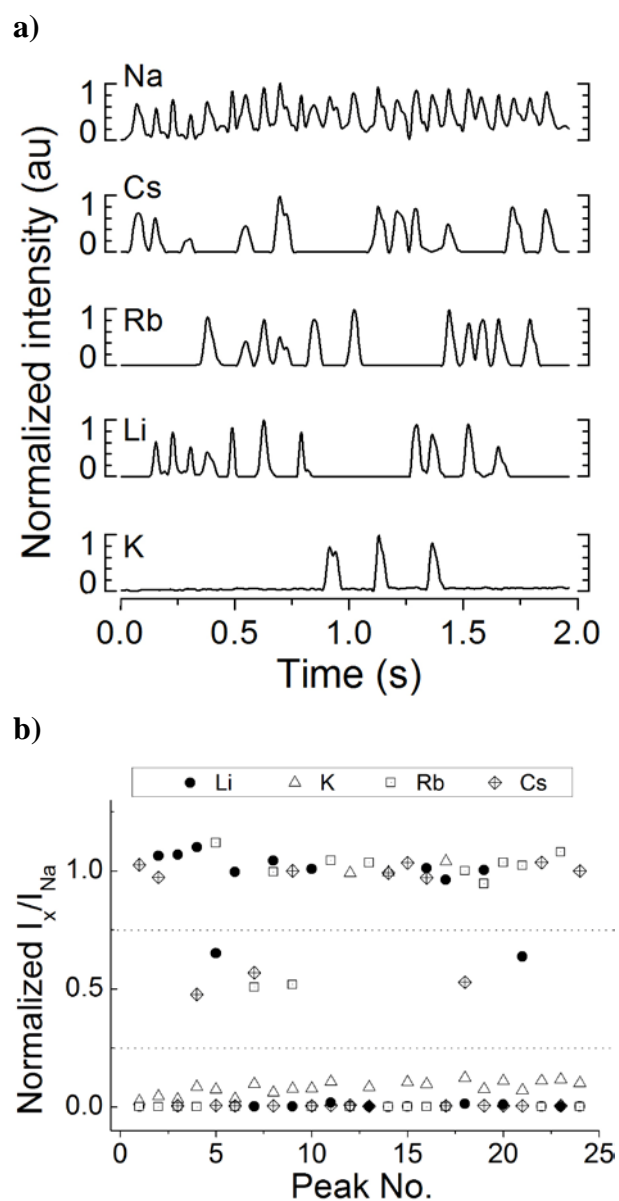 a)
Normalized intensity (au)
Na
1
0
Cs
1
0
Rb
1
0
Li
1
0
K
1
0
0.0 0.5 1.0 1.5 2.0
Time (s)
b)
Li K Rb Cs
Normalized I_x/I_Na
1.0
0.5
0.0
0 5 10 15 20 25
Peak No.